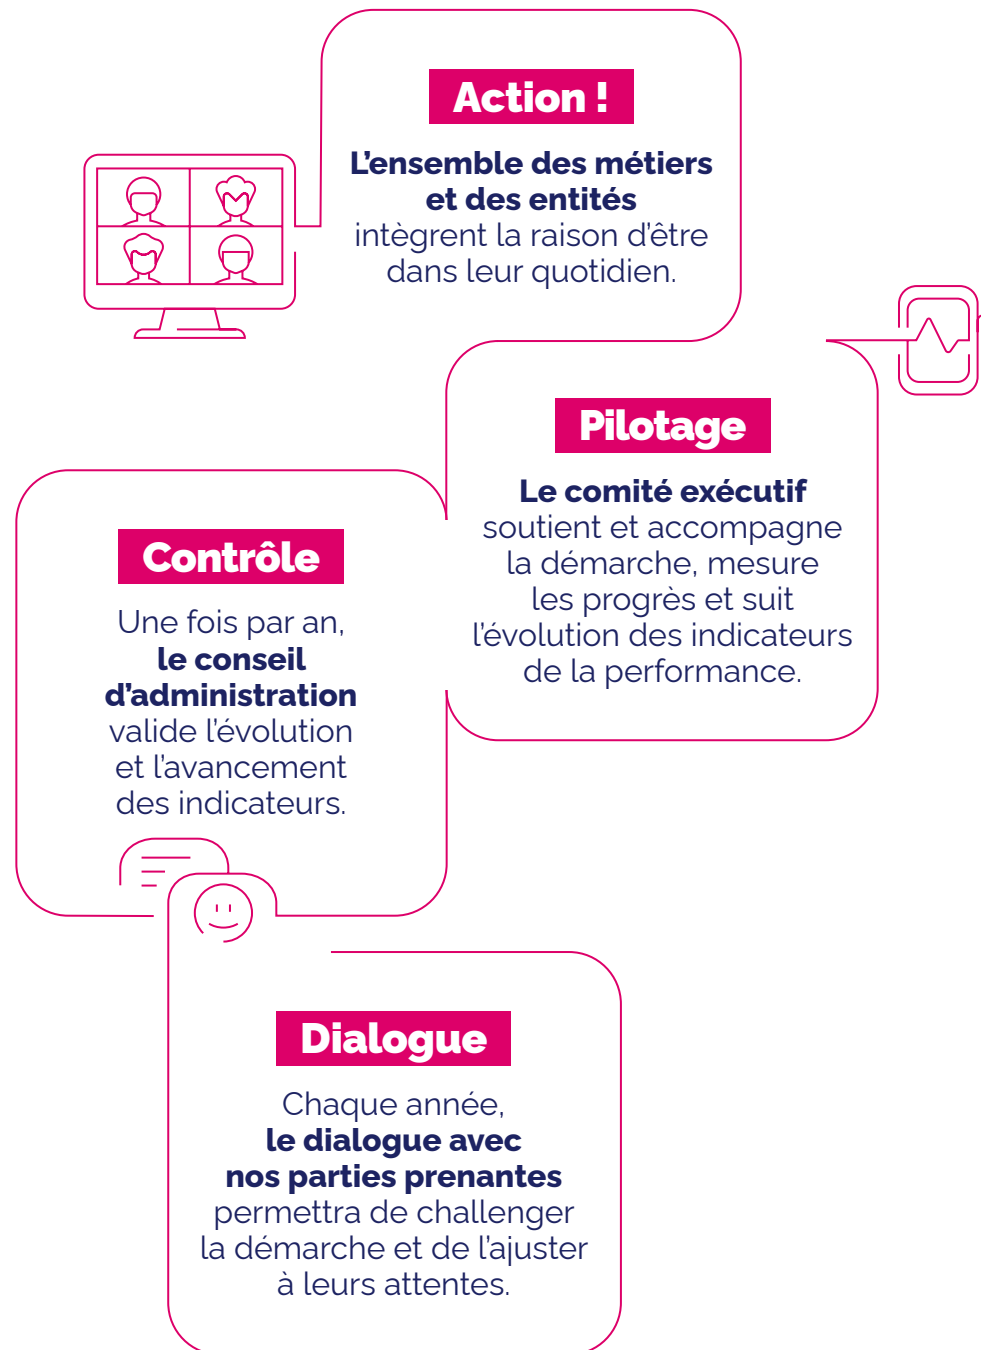 Action !
L’ensemble des métiers
et des entités
intègrent la raison d’être
dans leur quotidien.
Pilotage
Le comité exécutif
soutient et accompagne
la démarche, mesure
les progrès et suit
l’évolution des indicateurs
de la performance.
Contrôle
Une fois par an,
le conseil
d’administration
valide l’évolution
et l’avancement
des indicateurs.
Dialogue
Chaque année,
le dialogue avec
nos parties prenantes
permettra de challenger
la démarche et de l’ajuster
à leurs attentes.